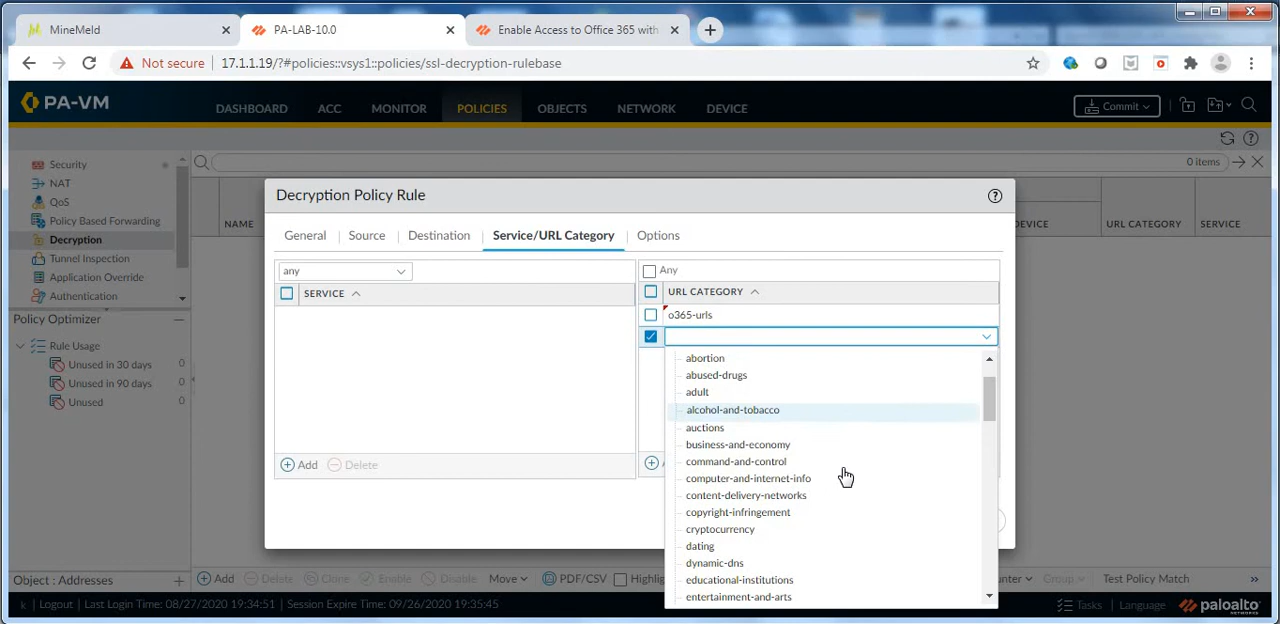 MineMeld
PA-LAB-10.0
Enable Access to Office 365 with
Not secure
17.1.1.19/?#policies::vsys1::policies/ssl-decryption-rulebase
PA-VM
DASHBOARD
ACC
MONITOR
POLICIES
OBJECTS
NETWORK
DEVICE
Commit
Security
NAT
QoS
Policy Based Forwarding
Decryption
Tunnel Inspection
Application Override
Authentication
0 items
NAME
DEVICE
URL CATEGORY
SERVICE
Decryption Policy Rule
General
Source
Destination
Service/URL Category
Options
any
SERVICE
Add
Delete
Any
URL CATEGORY
o365-urls
abortion
abused-drugs
adult
alcohol-and-tobacco
auctions
business-and-economy
command-and-control
computer-and-internet-info
content-delivery-networks
copyright-infringement
cryptocurrency
dating
dynamic-dns
educational-institutions
entertainment-and-arts
Policy Optimizer
Rule Usage
Unused in 30 days 0
Unused in 90 days 0
Unused 0
Object : Addresses
Add
Delete
Clone
Enable
Disable
Move
PDF/CSV
Highlig
unter
Group
Test Policy Match
k
Logout
Last Login Time: 08/27/2020 19:34:51
Session Expire Time: 09/26/2020 19:35:45
Tasks
Language
paloalto
NETWORKS